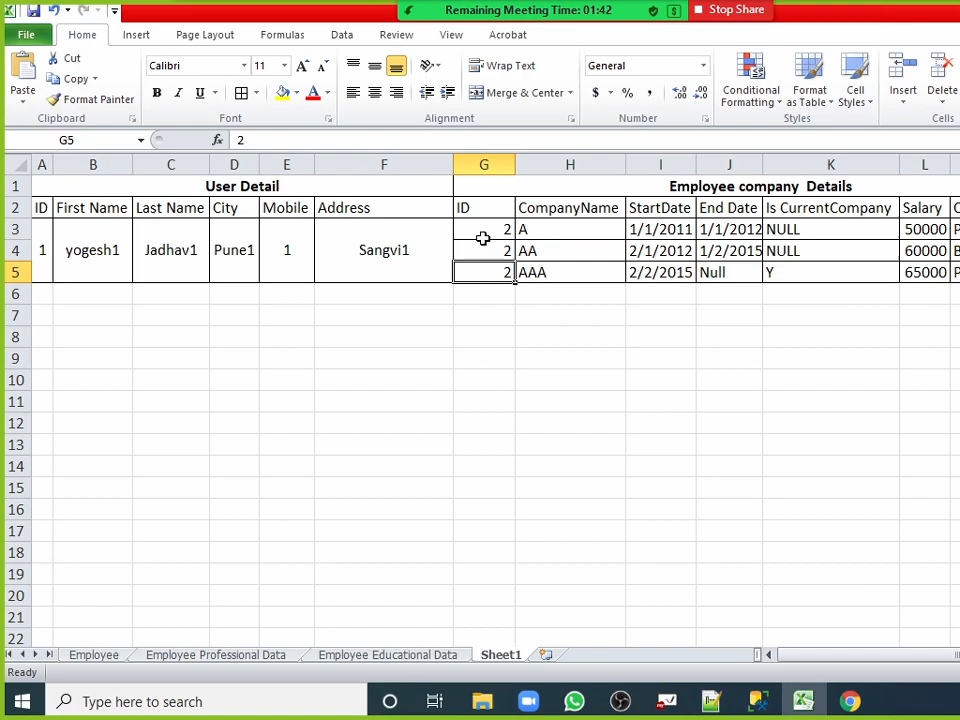 Remaining Meeting Time: 01:42
Stop Share
File Home Insert Page Layout Formulas Data Review View Acrobat
Cut
Copy
Format Painter
Paste
Clipboard
Calibri 11
B I U
A A
A
Font
Wrap Text
Merge & Center
Alignment
General
$ % ,
Number
Conditional Formatting
Format as Table
Cell Styles
Styles
Insert
Delete
Cells
G5 fx 2
A B C D E F G H I J K L
1 User Detail Employee company Details
2 ID First Name Last Name City Mobile Address ID CompanyName StartDate End Date Is CurrentCompany Salary
3 2 A 1/1/2011 1/1/2012 NULL 50000 P
4 1 yogesh1 Jadhav1 Pune1 1 Sangvi1 2 AA 2/1/2012 1/2/2015 NULL 60000
5 2 AAA 2/2/2015 Null Y 65000 P
6
7
8
9
10
11
12
13
14
15
16
17
18
19
20
21
22
Employee Employee Professional Data Employee Educational Data Sheet1
Ready
Type here to search